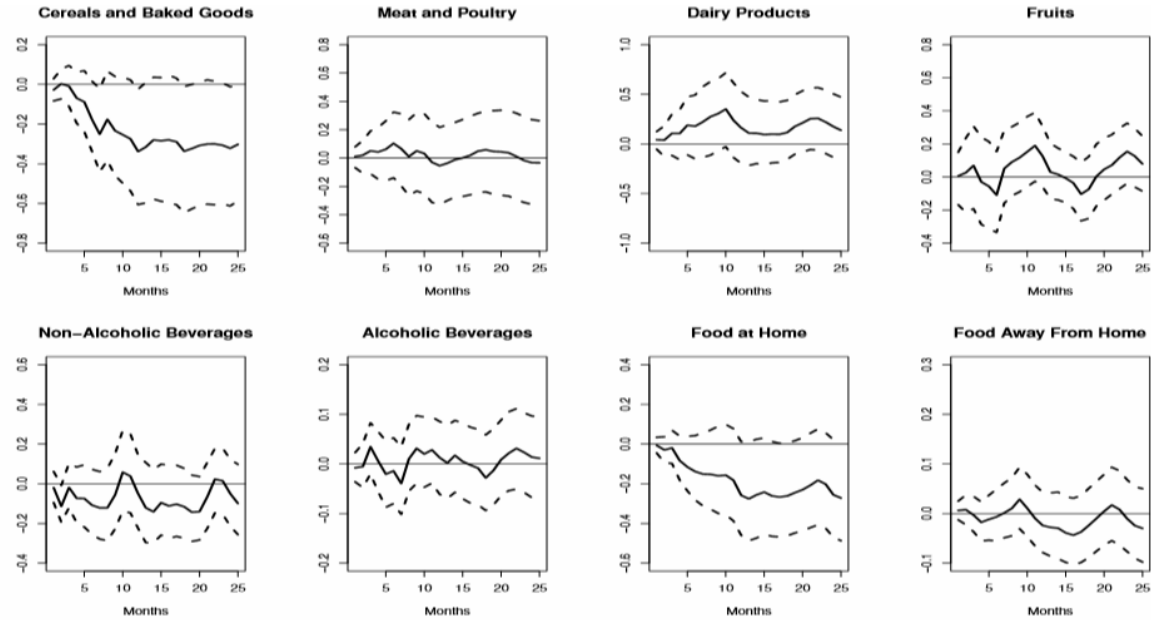 Cereals and Baked Goods
0.2
0.0
−0.2
−0.4
−0.6
−0.8
5 10 15 20 25
Months
Meat and Poultry
0.8
0.6
0.4
0.2
0.0
−0.2
−0.4
−0.6
5 10 15 20 25
Months
Dairy Products
1.0
0.5
0.0
−0.5
−1.0
5 10 15 20 25
Months
Fruits
0.8
0.6
0.4
0.2
0.0
−0.2
−0.4
5 10 15 20 25
Months
Non−Alcoholic Beverages
0.6
0.4
0.2
0.0
−0.2
−0.4
5 10 15 20 25
Months
Alcoholic Beverages
0.2
0.1
0.0
−0.1
−0.2
5 10 15 20 25
Months
Food at Home
0.4
0.2
0.0
−0.2
−0.4
−0.6
5 10 15 20 25
Months
Food Away From Home
0.3
0.2
0.1
0.0
−0.1
5 10 15 20 25
Months